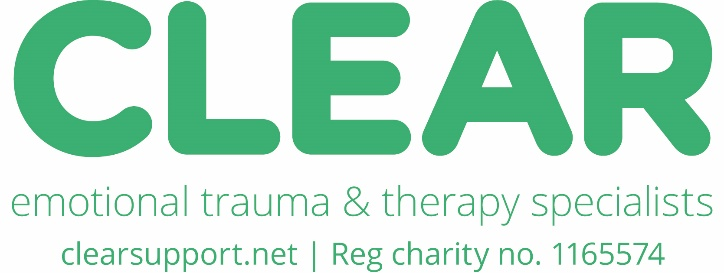 CLEAR
emotional trauma & therapy specialists
clearsupport.net | Reg charity no. 1165574